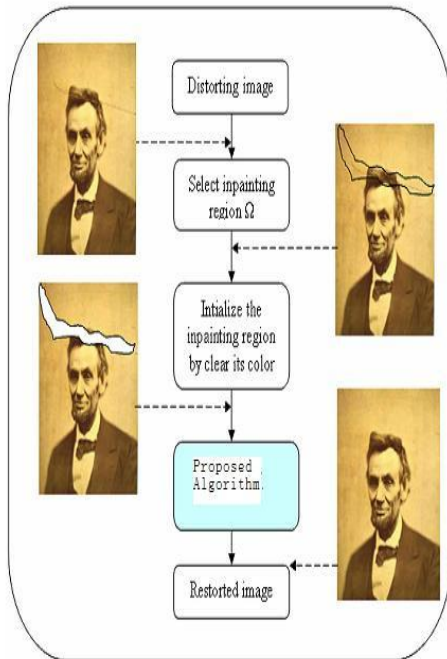 Distorting image
Select inpainting
region Ω
Intialize the
inpainting region
by clear its color
Proposed
Algorithm.
Restorted image